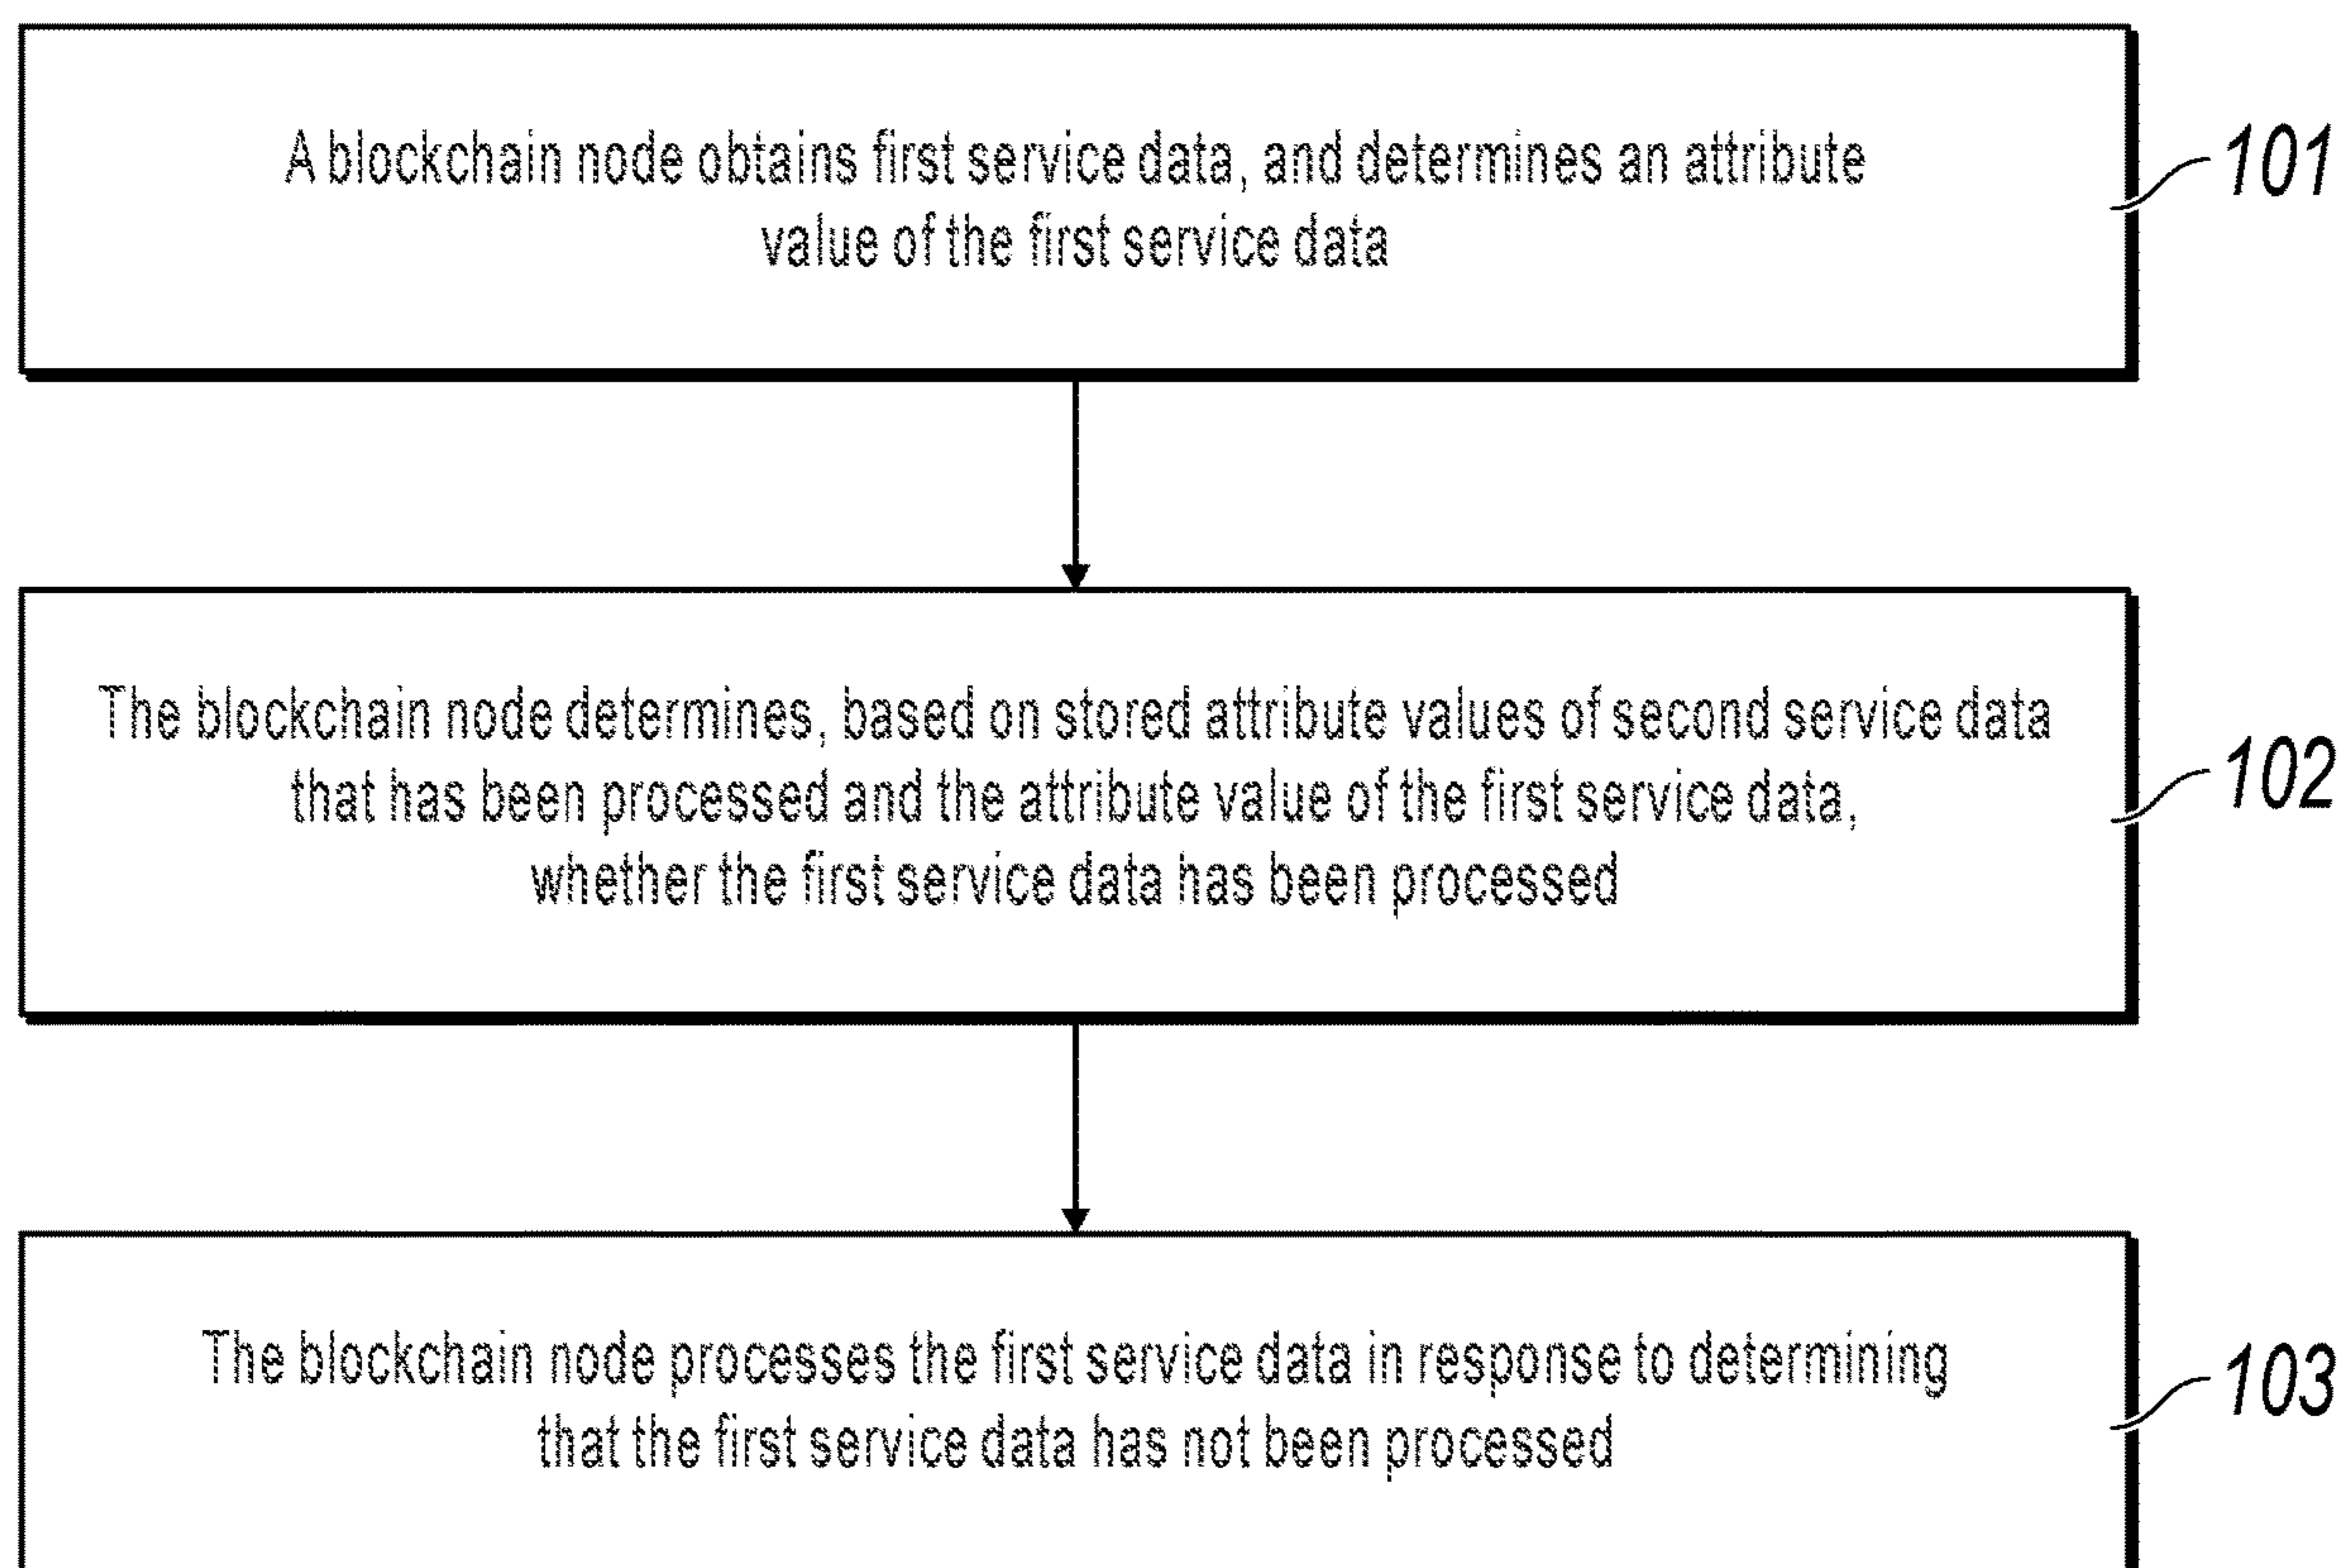 A blockchain node obtains first service data, and determines an attribute
value of the first service data
101
The blockchain node determines, based on stored attribute values of second service data
that has been processed and the attribute value of the first service data,
whether the first service data has been processed
102
The blockchain node processes the first service data in response to determining
that the first service data has not been processed
103